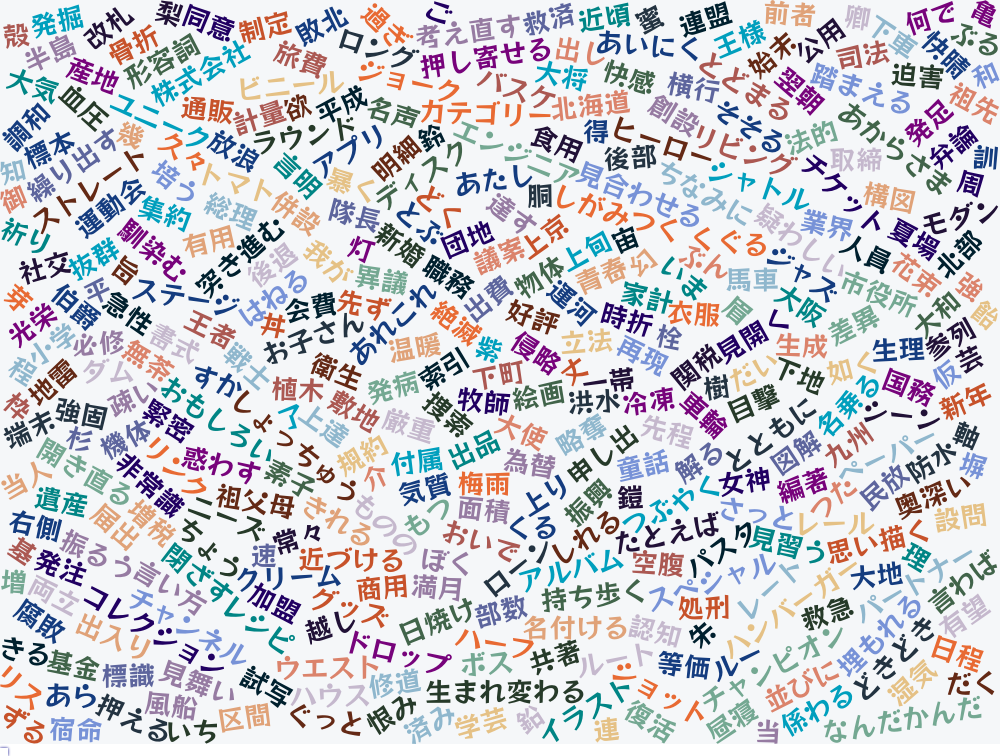 殻
発掘
改札
梨
同意
制定
敗北
過ぎ
ご
考え直す
救済
近頃
蜜
連盟
前者
卿
下車
何で
亀
半島
骨折
形容詞
旅費
ロング
押し寄せる
出し
あいにく
王様
始末
公用
司法
快晴
ぶる
大気
産地
株式会社
ビニール
ジョーク
バスケ
大将
快感
横行
とどまる
翌朝
踏まえる
迫害
和
調和
血圧
ユニーク
通販
計量
欲
平成
名声
カテゴリー
北海道
創設
そそる
法的
あからさま
発足
祖先
標本
幾
久々
放浪
ラウンド
アプリ
明細
鈴
エンジニア
食用
得
ヒーロー
リビング
取締
弁論
訓
知
御
繰り出す
ストレート
培う
トマト
言明
暴く
ディスク
あたし
後部
見合わせる
ちなみに
シャトル
チケット
構図
周
祈り
運動会
集約
総理
併設
隊長
とぶ
どく
達す
胴
しがみつく
くぐる
疑わしい
業界
夏場
モダン
社交
抜群
馴染む
有用
突き進む
後退
我が
灯
新婚
団地
議案
上京
上旬
宙
ぶん
馬車
ジャズ
人員
花束
北部
芽
伯爵
平
缶
急性
ステージ
はねる
異議
職務
出費
物体
青春
公
いま
市役所
強
光栄
小学
必修
書式
王者
丼
会費
先ず
あれこれ
絶滅
好評
運河
時折
家計
衣服
眉
大阪
差異
大和
飴
程
無茶
戦士
お子さん
温暖
柴
侵略
立法
再現
栓
関税
見開く
生成
生理
参列
枠
地雷
ダム
疎に
すかし
植木
衛生
発病
索引
下町
丈
一帯
樹
だい
下地
如く
国務
仮
芸
端末
強固
緊密
おもしろい
上達
敷地
厳重
捜査
牧師
絵画
洪水
冷凍
車輪
目撃
名乗る
ジーン
新年
杉
機体
リンク
惑わす
ちょっちゅう
規約
付属
出品
大使
略奪
申し出
先程
解る
とともに
図解
九州
ペーパー
防水
軸
当人
開き直る
非常識
素子
介
気質
梅雨
為替
童話
女神
編著
つた
民放
奥深い
堀
遺産
届出
増税
ニーズ
祖父母
きれる
ものの
もつ
面積
上り
振興
鎧
つぶやく
さっと
レール
設問
右側
基
振るう
閉ざす
ちょう
速
常々
近づける
ぼく
おいで
くる
ローン
しれる
たとえば
パスタ
見習う
思い描く
理
発注
言い方
クリーム
商用
満月
アルバム
空腹
スペシャル
レート
ハンバーガー
大地
パートナー
言わば
増
両立
コレクション
チャンネル
レシピ
加盟
グッズ
日焼け
部数
持ち歩く
処刑
救急
有望
腐敗
出入り
越し
ドロップ
ハーフ
名付ける
認知
朱
埋もれる
きる
基金
標識
見舞い
試写
ウエスト
ボス
共著
ルート
等価
ルー
チャンピオン
並びに
どきどき
日程
リス
あら
押える
風船
ハウス
修道
生まれ変わる
イラスト
ショット
係わる
湿気
だく
ずる
宿命
いち
区間
ぐっと
恨み
済み
学芸
鉛
連
復活
昼寝
当
なんだかんだ